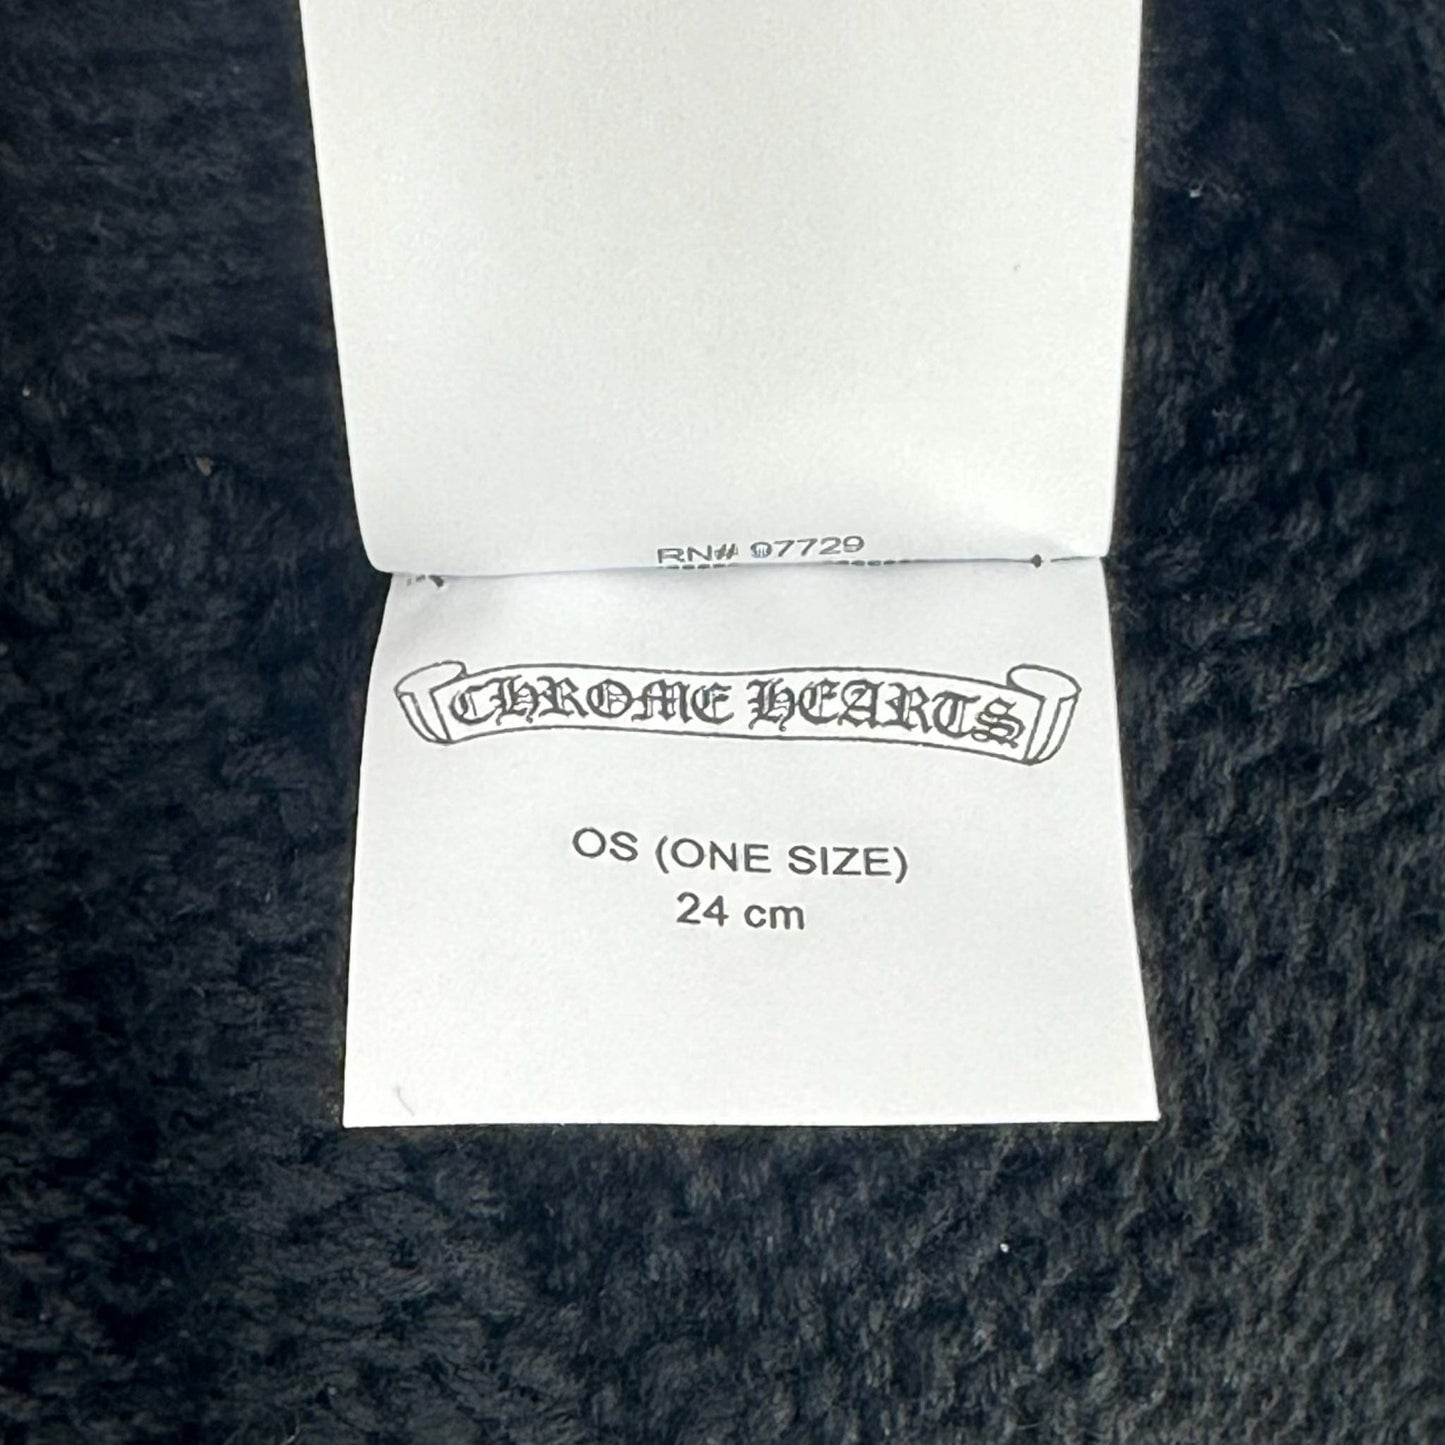 RN# 97729
CHROME HEARTS
OS (ONE SIZE)
24 cm